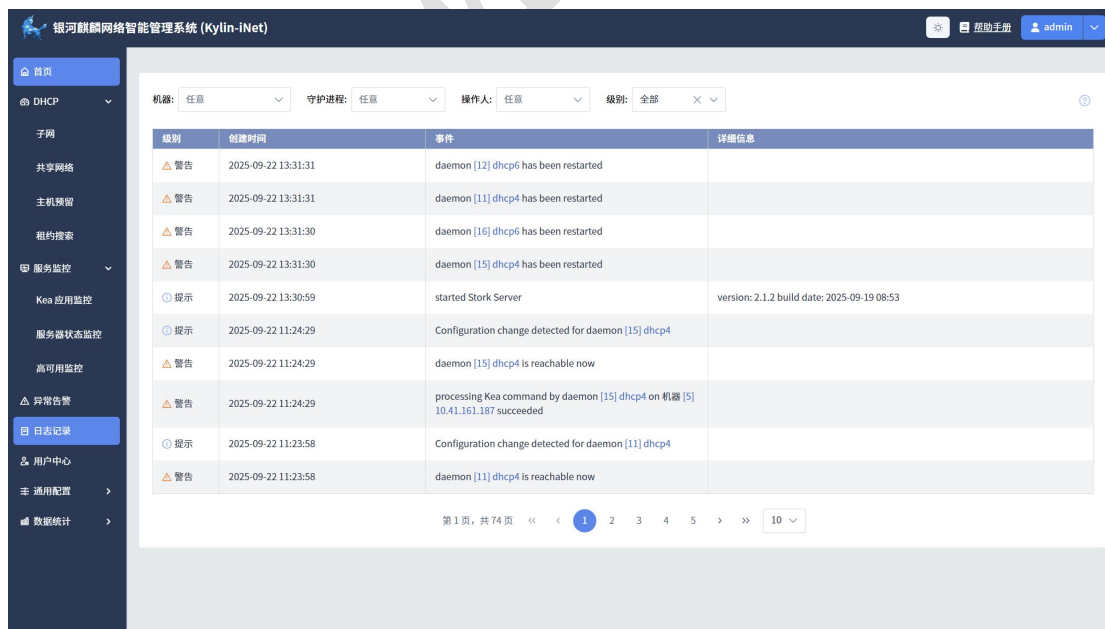 银河麒麟网络智能管理系统 (Kylin-iNet)
帮助手册
admin
首页
DHCP
子网
共享网络
主机预留
租约搜索
服务监控
Kea 应用监控
服务器状态监控
高可用监控
异常告警
日志记录
用户中心
通用配置
数据统计
机器: 任意 守护进程: 任意 操作人: 任意 级别: 全部
级别 创建时间 事件 详细信息
警告 2025-09-22 13:31:31 daemon [12] dhcp6 has been restarted
警告 2025-09-22 13:31:31 daemon [11] dhcp4 has been restarted
警告 2025-09-22 13:31:30 daemon [16] dhcp6 has been restarted
警告 2025-09-22 13:31:30 daemon [15] dhcp4 has been restarted
提示 2025-09-22 13:30:59 started Stork Server version: 2.1.2 build date: 2025-09-19 08:53
提示 2025-09-22 11:24:29 Configuration change detected for daemon [15] dhcp4
警告 2025-09-22 11:24:29 daemon [15] dhcp4 is reachable now
警告 2025-09-22 11:24:29 processing Kea command by daemon [15] dhcp4 on 机器 [5]
10.41.161.187 succeeded
提示 2025-09-22 11:23:58 Configuration change detected for daemon [11] dhcp4
警告 2025-09-22 11:23:58 daemon [11] dhcp4 is reachable now
第 1 页，共 74 页 « ‹ 1 2 3 4 5 › » 10